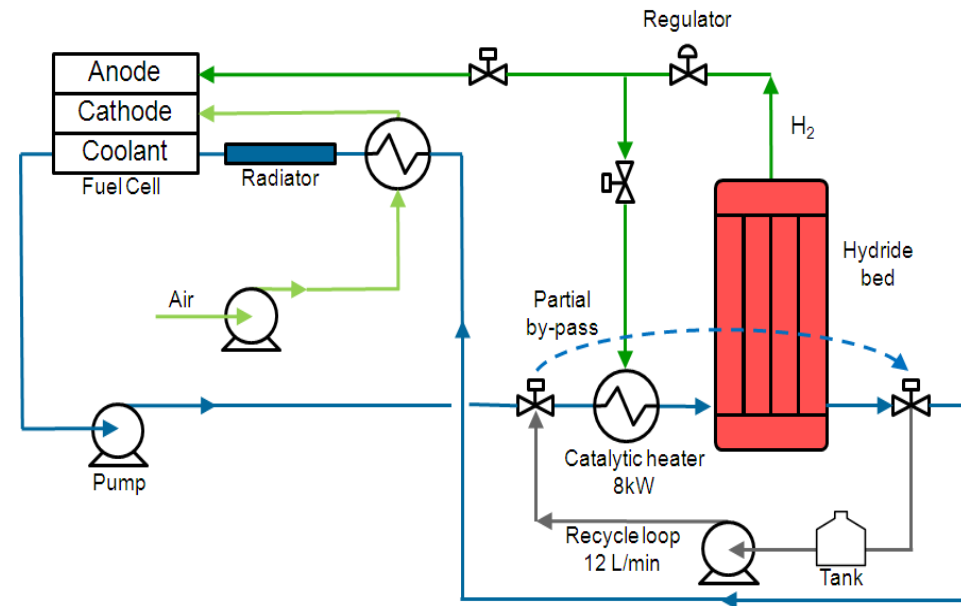 Regulator
Anode
Cathode
Coolant
Fuel Cell
Radiator
H2
Hydride
bed
Air
Partial
by-pass
Catalytic heater
8kW
Pump
Recycle loop
12 L/min
Tank